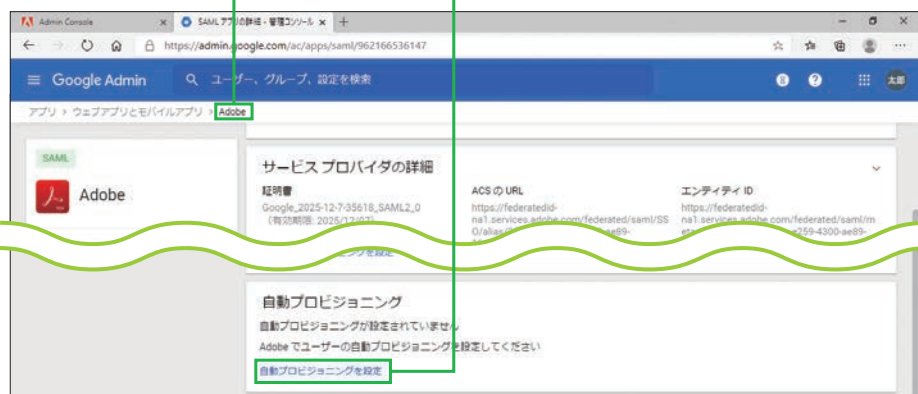 Admin Console
SAML アプリの詳細 - 管理コンソール
https://admin.google.com/ac/apps/saml/962166536147
Google Admin
ユーザー、グループ、設定を検索
太郎
アプリ > ウェブアプリとモバイルアプリ > Adobe
SAML
Adobe
サービス プロバイダの詳細
証明書
Google_2025-12-7-35618_SAML2_0
(有効期限: 2025/12/07)
ACS の URL
https://federatedid-
na1.services.adobe.com/federated/saml/SS
O/alias/
エンティティ ID
https://federatedid-
na1.services.adobe.com/federated/saml/m
259-4300-ae89-
自動プロビジョニング
自動プロビジョニングが設定されていません
Adobe でユーザーの自動プロビジョニングを設定してください
自動プロビジョニングを設定